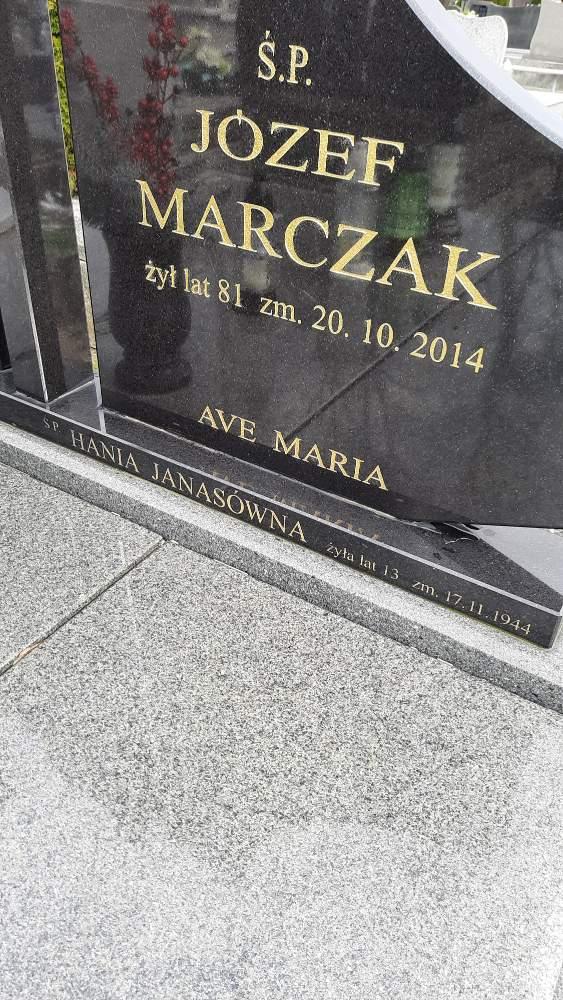 Ś.P.
JÓZEF
MARCZAK
żył lat 81 zm. 20. 10. 2014
AVE MARIA
ŚP. HANIA JANASÓWNA żyła lat 13 zm. 17.11.1944